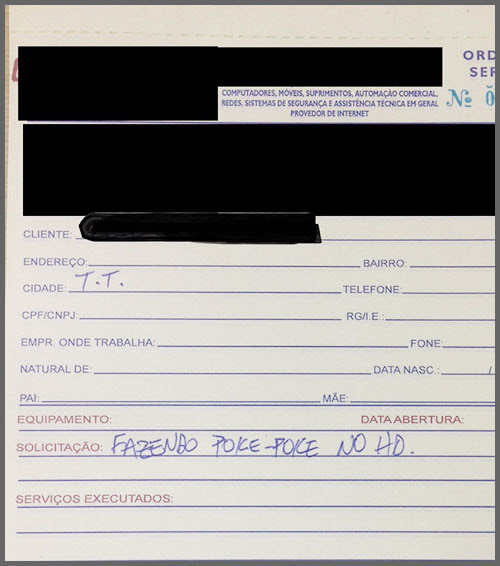 ORD
SER
COMPUTADORES, MÓVEIS, SUPRIMENTOS, AUTOMAÇÃO COMERCIAL,
REDES, SISTEMAS DE SEGURANÇA E ASSISTÊNCIA TÉCNICA EM GERAL
PROVEDOR DE INTERNET
Nº 0
CLIENTE:
ENDEREÇO: BAIRRO:
CIDADE: T.T. TELEFONE:
CPF/CNPJ: RG/I.E.:
EMPR. ONDE TRABALHA: FONE:
NATURAL DE: DATA NASC.: /
PAI: MÃE:
EQUIPAMENTO: DATA ABERTURA:
SOLICITAÇÃO: FAZENDO POKE-POKE NO HD.
SERVIÇOS EXECUTADOS: